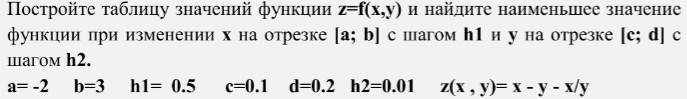 Постройте таблицу значений функции z=f(x,y) и найдите наименьшее значение
функции при изменении x на отрезке [a; b] с шагом h1 и y на отрезке [c; d] с
шагом h2.
a= -2 b=3 h1= 0.5 c=0.1 d=0.2 h2=0.01 z(x , y)= x - y - x/y